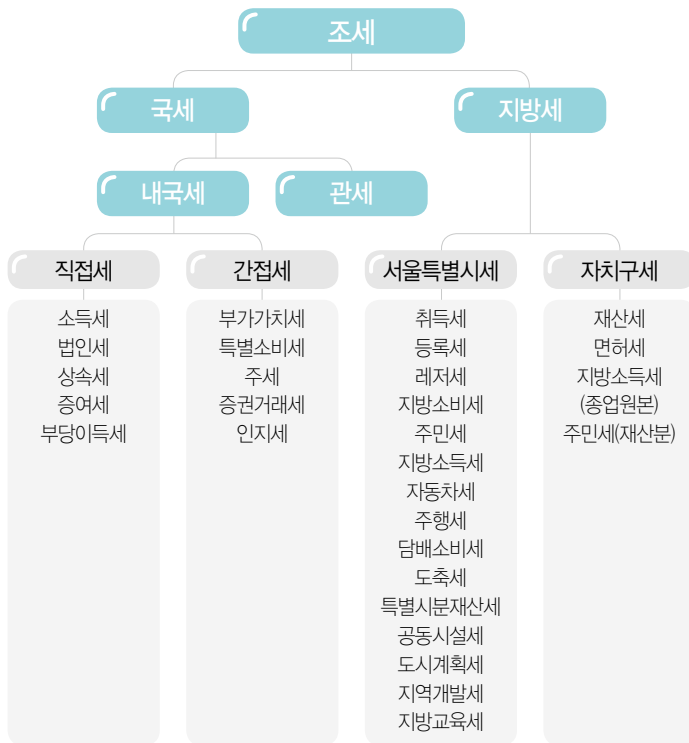 조세
국세
지방세
내국세
관세
직접세
소득세
법인세
상속세
증여세
부당이득세
간접세
부가가치세
특별소비세
주세
증권거래세
인지세
서울특별시세
취득세
등록세
레저세
지방소비세
주민세
지방소득세
자동차세
주행세
담배소비세
도축세
특별시분재산세
공동시설세
도시계획세
지역개발세
지방교육세
자치구세
재산세
면허세
지방소득세
(종업원본)
주민세(재산분)